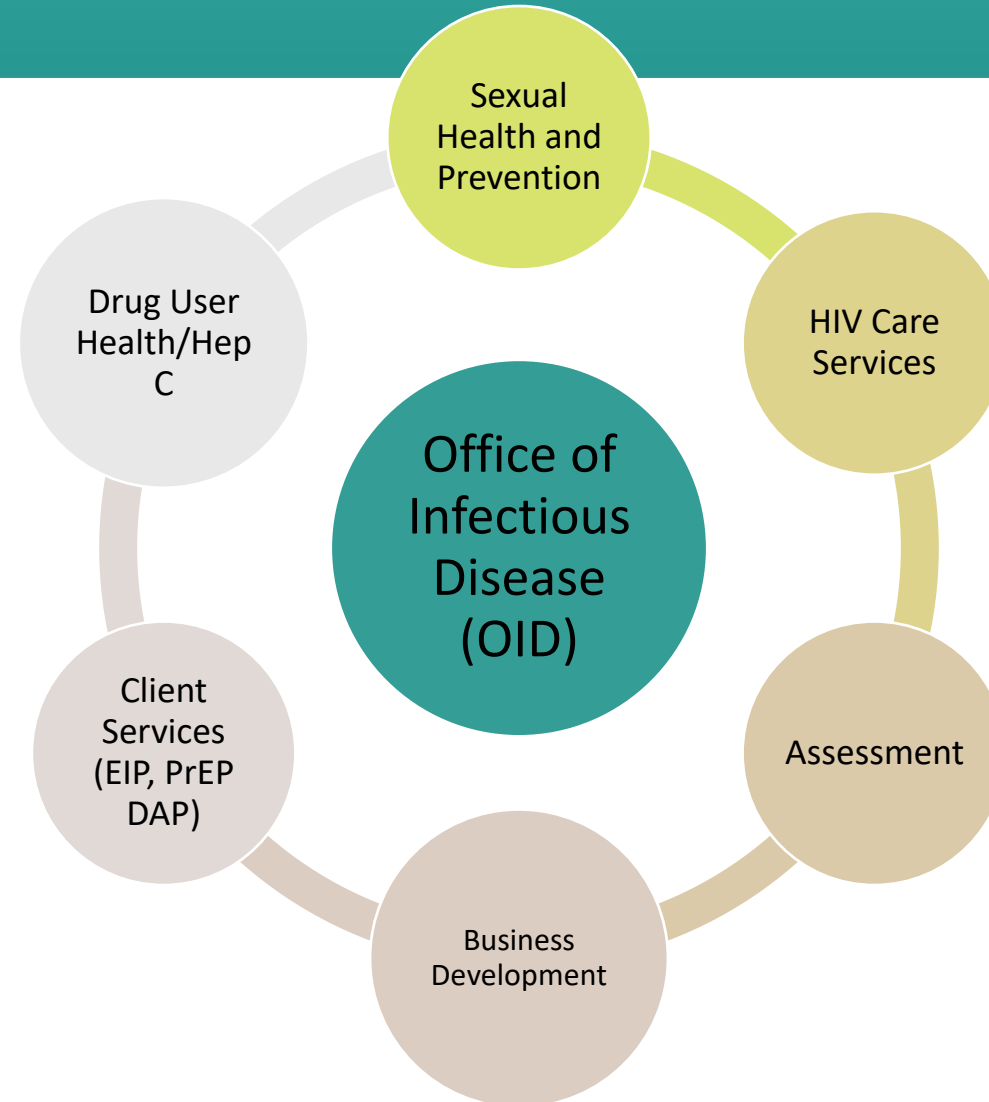 Sexual
Health and
Prevention
HIV Care
Services
Assessment
Business
Development
Client
Services
(EIP, PrEP
DAP)
Drug User
Health/Hep
C
Office of
Infectious
Disease
(OID)